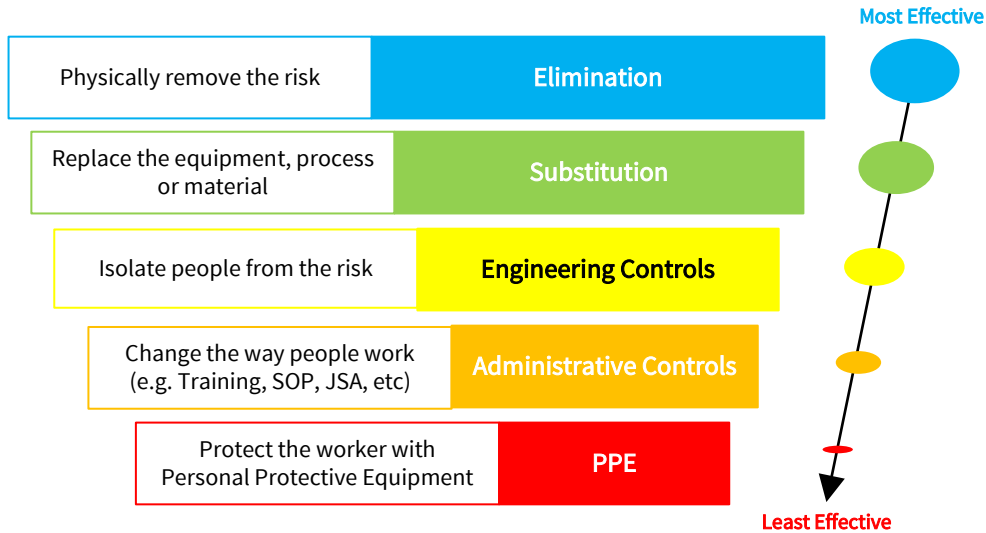 Most Effective
Physically remove the risk
Elimination
Replace the equipment, process
or material
Substitution
Isolate people from the risk
Engineering Controls
Change the way people work
(e.g. Training, SOP, JSA, etc)
Administrative Controls
Protect the worker with
Personal Protective Equipment
PPE
Least Effective